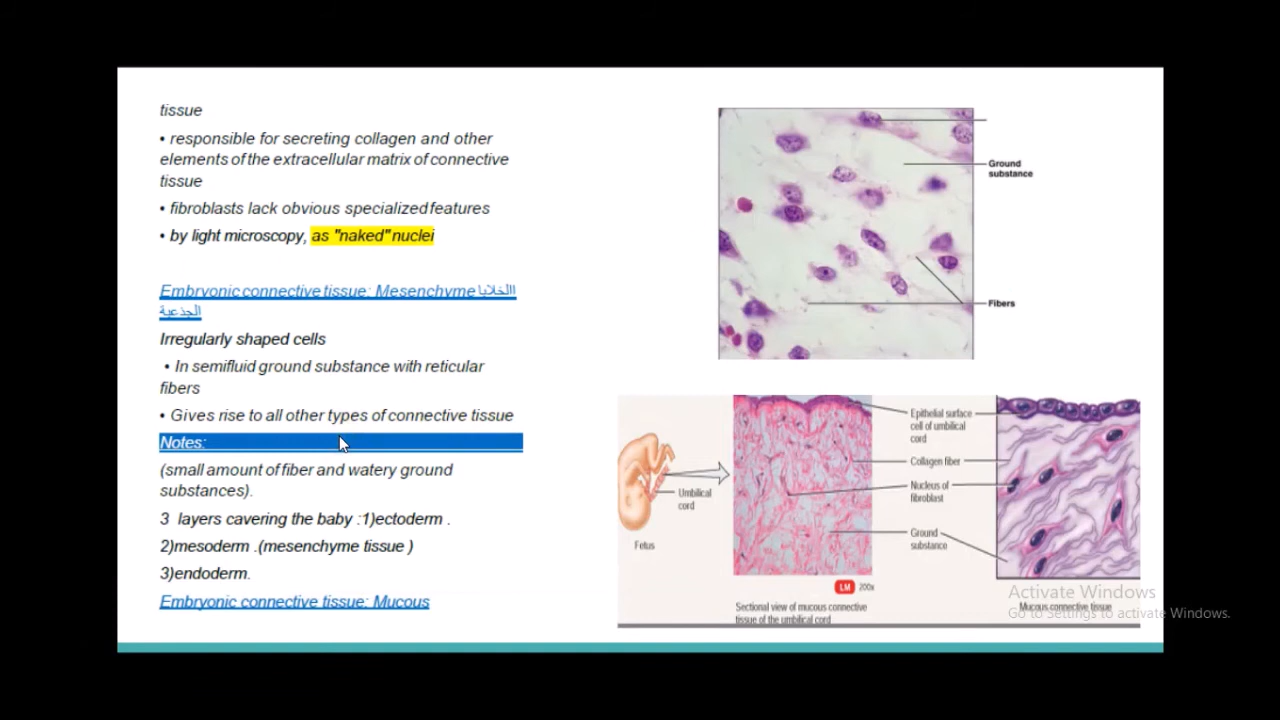 tissue
• responsible for secreting collagen and other
elements of the extracellular matrix of connective
tissue
• fibroblasts lack obvious specialized features
• by light microscopy, as "naked" nuclei
Embryonic connective tissue: Mesenchyme االخلايا
الجذعية
Irregularly shaped cells
• In semifluid ground substance with reticular
fibers
• Gives rise to all other types of connective tissue
Notes:
(small amount of fiber and watery ground
substances).
3 layers cavering the baby :1)ectoderm .
2)mesoderm .(mesenchyme tissue )
3)endoderm.
Embryonic connective tissue: Mucous
Ground
substance
Fibers
Umbilical
cord
Fetus
Epithelial surface
cell of umbilical
cord
Collagen fiber
Nucleus of
fibroblast
Ground
substance
LM 200x
Sectional view of mucous connective
tissue of the umbilical cord
Mucous connective tissue
Activate Windows
Go to Settings to activate Windows.